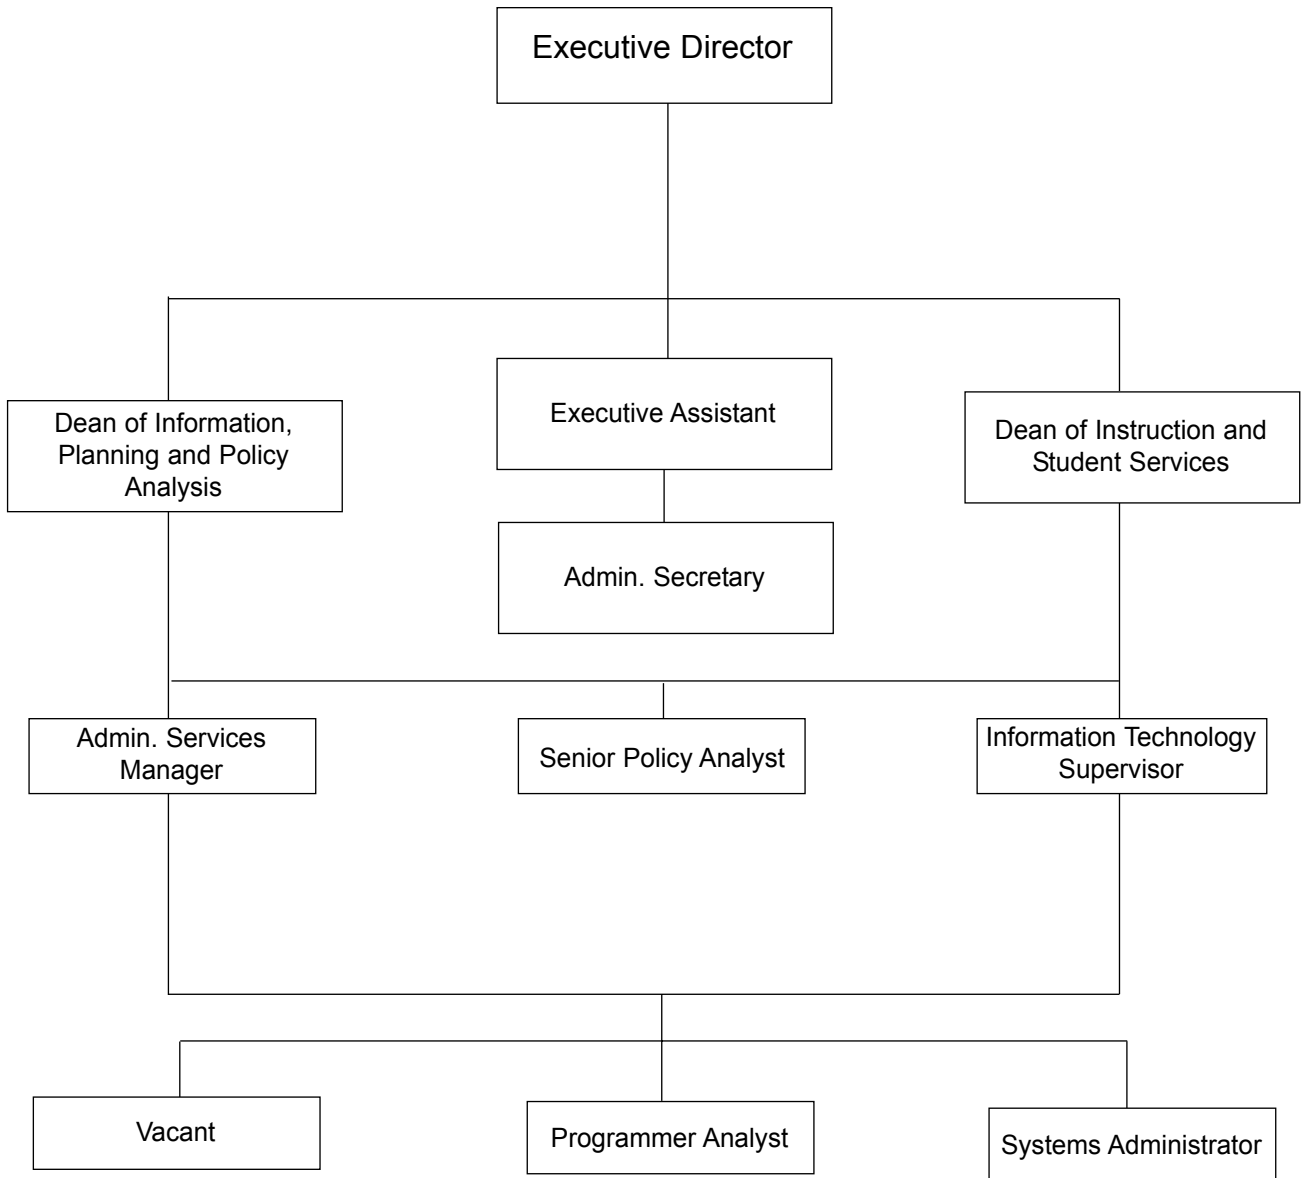 Executive Director
Dean of Information,
Planning and Policy
Analysis
Executive Assistant
Dean of Instruction and
Student Services
Admin. Secretary
Admin. Services
Manager
Senior Policy Analyst
Information Technology
Supervisor
Vacant
Programmer Analyst
Systems Administrator